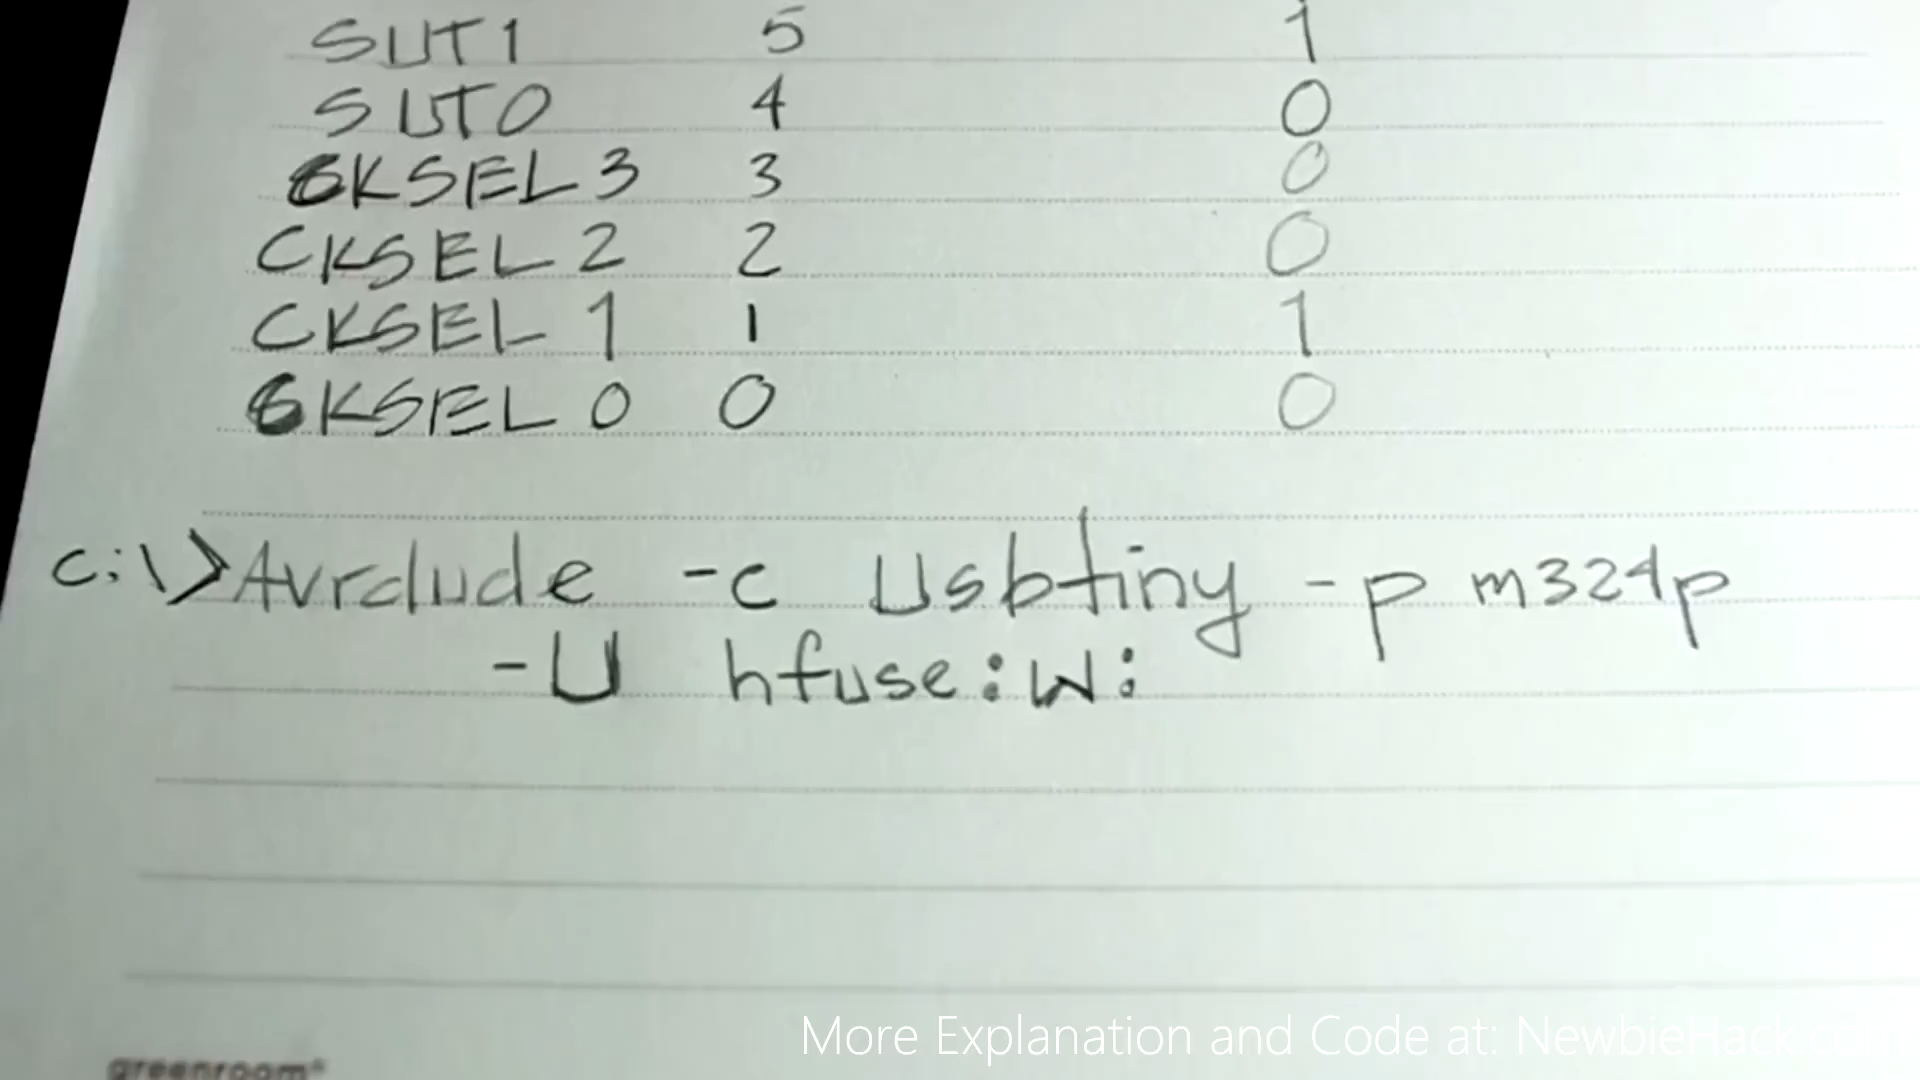 SUT1 5 1
SUT0 4 0
CKSEL3 3 0
CKSEL2 2 0
CKSEL1 1 1
CKSEL0 0 0
c:\>Avrdude -c Usbtiny -p m324p
-U hfuse:w:
More Explanation and Code at: NewbieHack
greenroom®